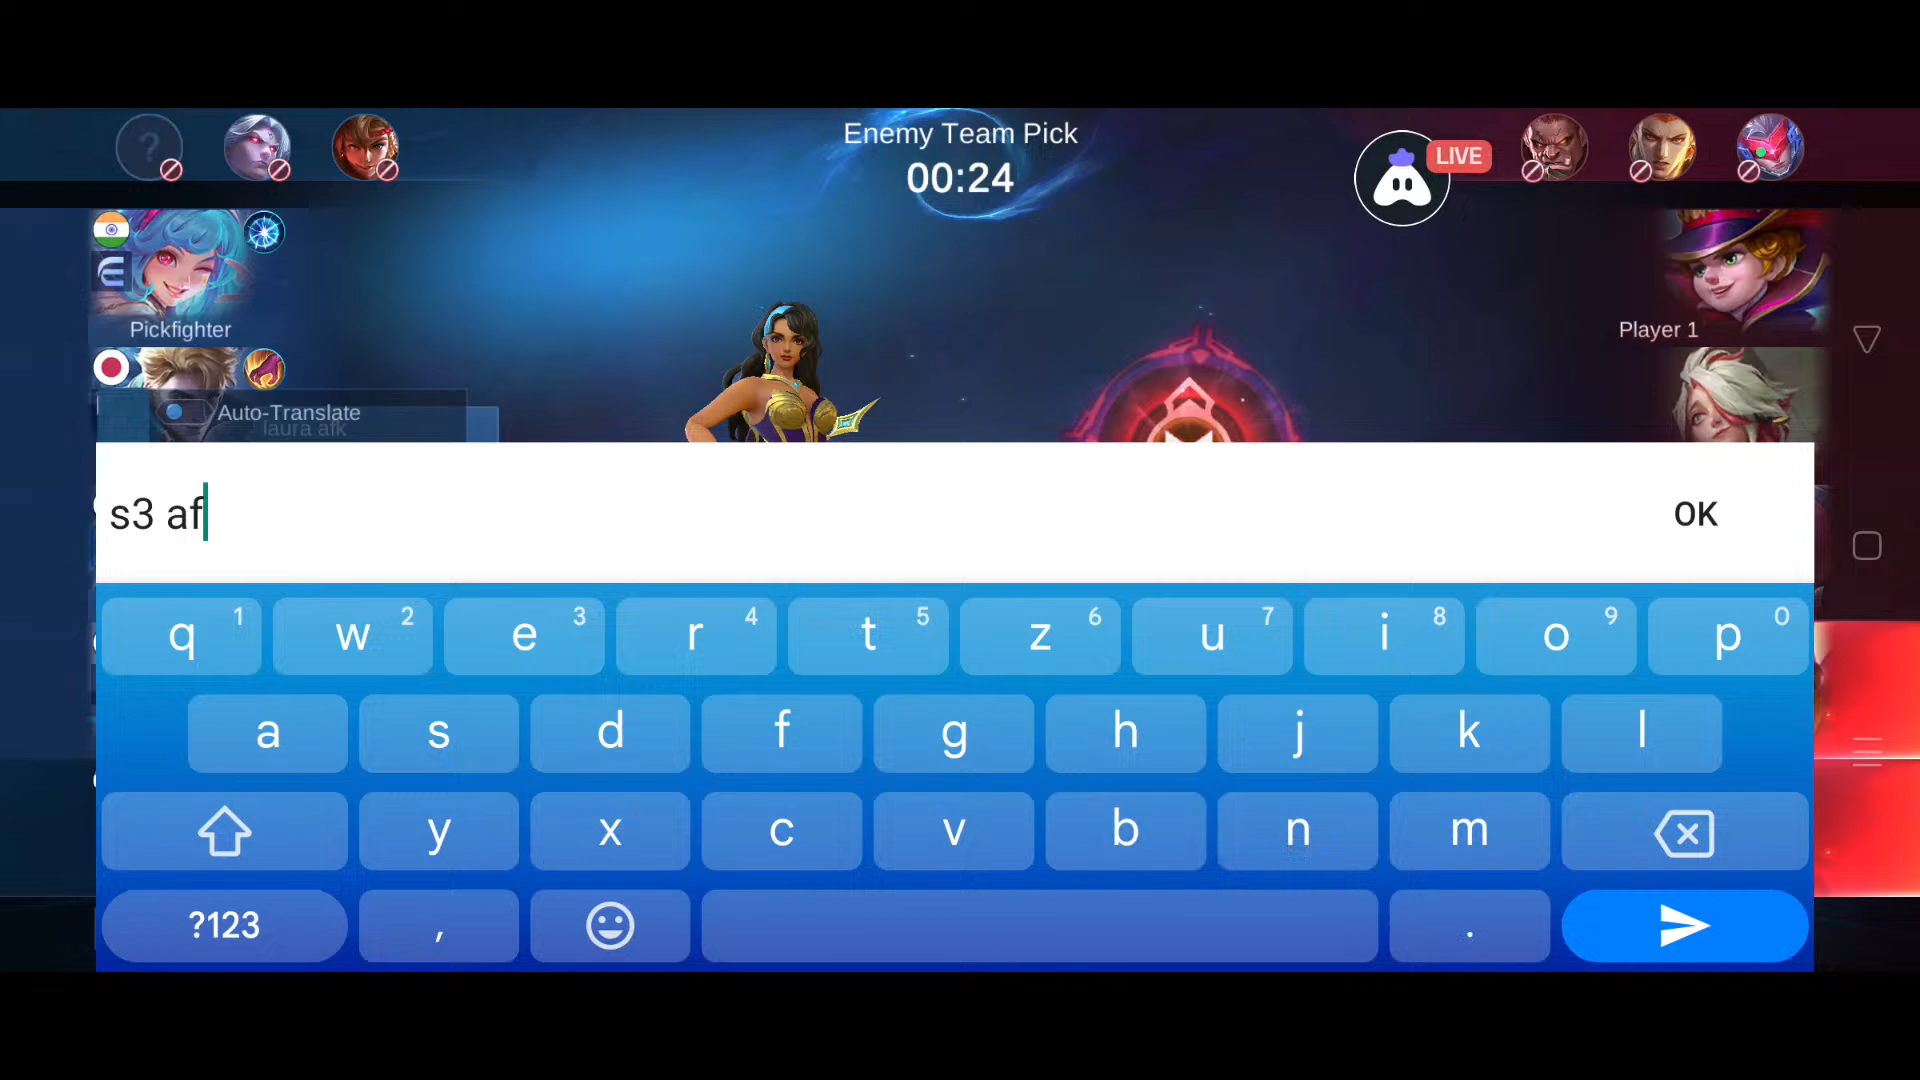 Enemy Team Pick
00:24
LIVE
Pickfighter
Player 1
Auto-Translate
laura afk
s3 af
OK
q 1 w 2 e 3 r 4 t 5 z 6 u 7 i 8 o 9 p 0
a s d f g h j k l
y x c v b n m
?123 , .